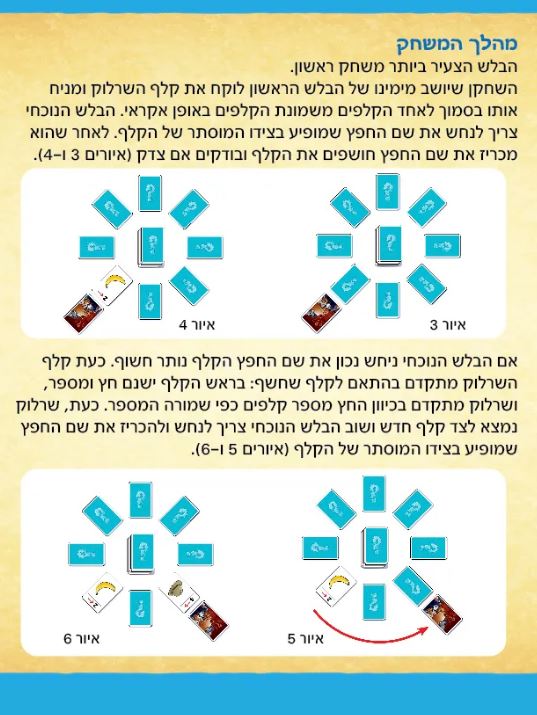 מהלך המשחק
הבלש הצעיר ביותר משחק ראשון.
השחקן שיושב מימינו של הבלש הראשון לוקח את קלף השרלוק ומניח
אותו בסמוך לאחד הקלפים משמונת הקלפים באופן אקראי. הבלש הנוכחי
צריך לנחש את שם החפץ שמופיע בצידו המוסתר של הקלף. לאחר שהוא
מכריז את שם החפץ חושפים את הקלף ובודקים אם צדק (איורים 3 ו-4).
איור 3
איור 4
אם הבלש הנוכחי ניחש נכון את שם החפץ הקלף נותר חשוף. כעת קלף
השרלוק מתקדם בהתאם לקלף שחשף: בראש הקלף ישנם חץ ומספר,
ושרלוק מתקדם בכיוון החץ מספר קלפים כפי שמורה המספר. כעת, שרלוק
נמצא לצד קלף חדש ושוב הבלש הנוכחי צריך לנחש ולהכריז את שם החפץ
שמופיע בצידו המוסתר של הקלף (איורים 5 ו-6).
איור 5
איור 6